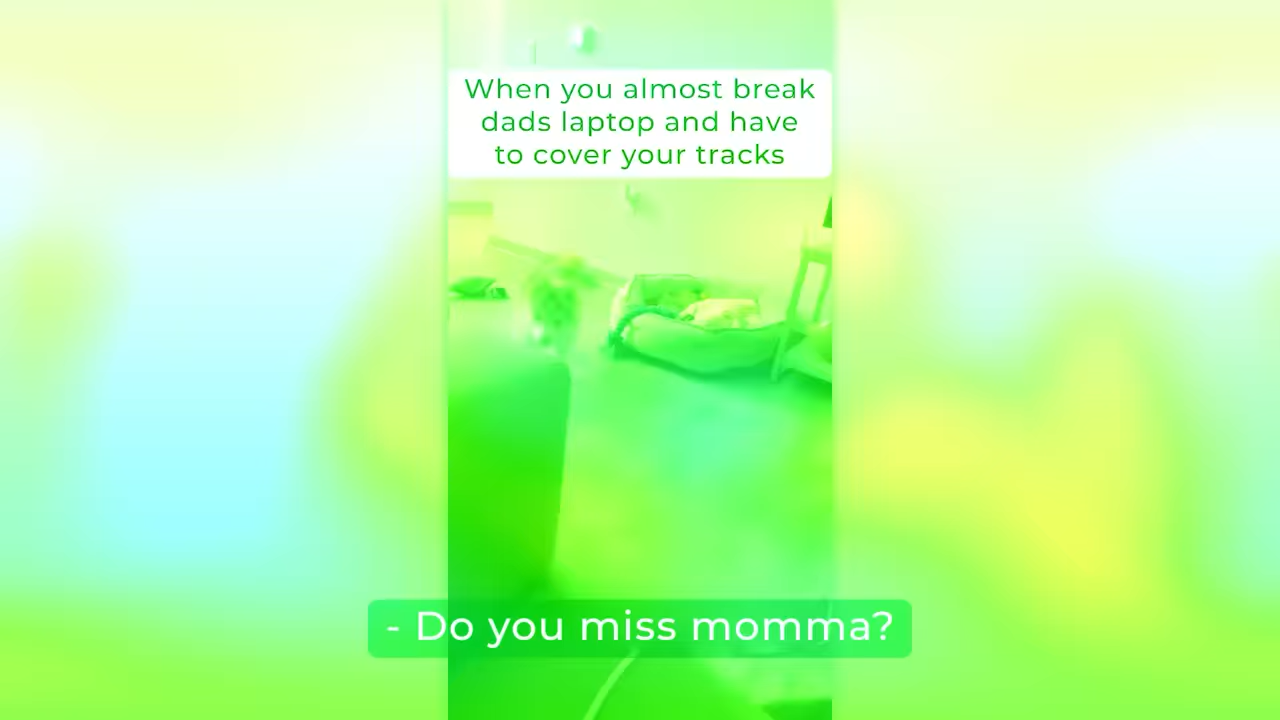 When you almost break
dads laptop and have
to cover your tracks
- Do you miss momma?